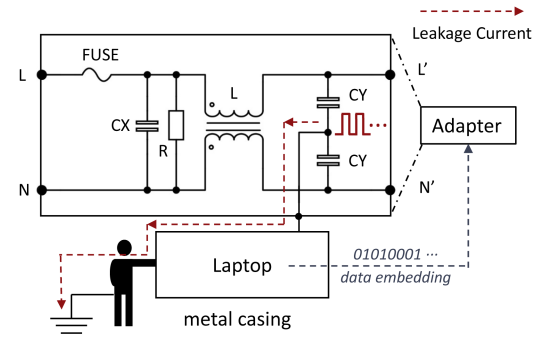 Leakage Current
FUSE
L
L
L’
CX
R
CY
CY
Adapter
N
N’
Laptop
01010001 ···
data embedding
metal casing